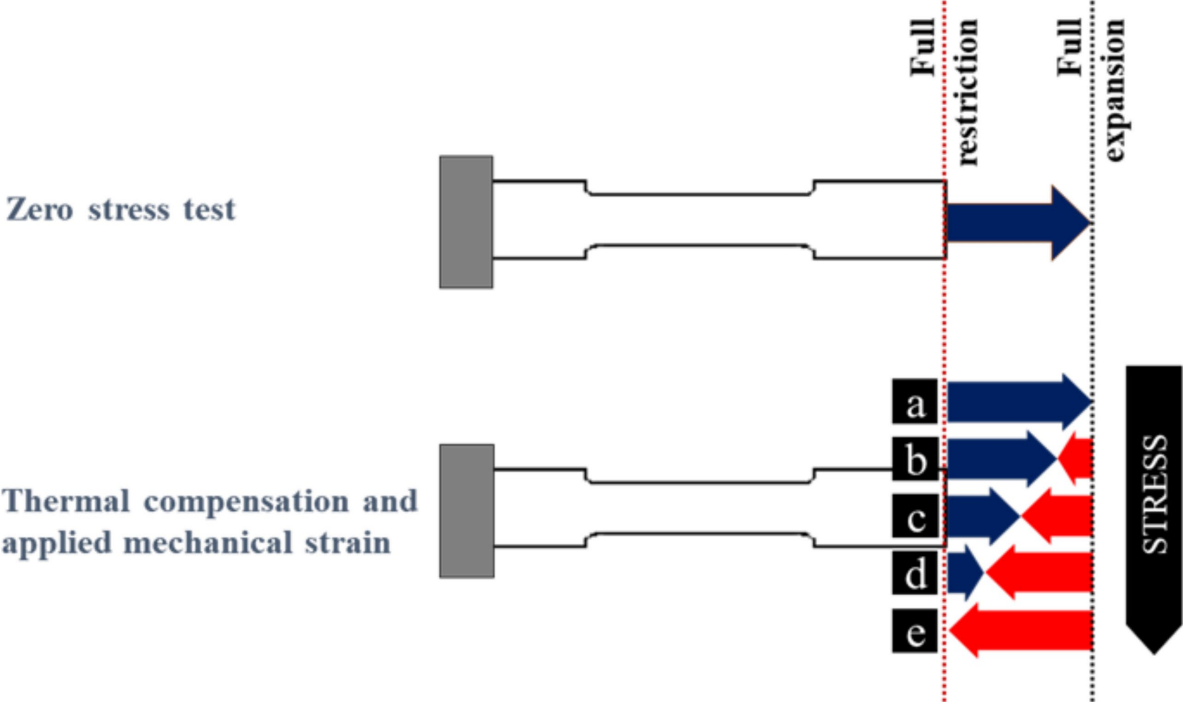 Full
restriction
Full
expansion
Zero stress test
a
b
c
d
e
Thermal compensation and
applied mechanical strain
STRESS